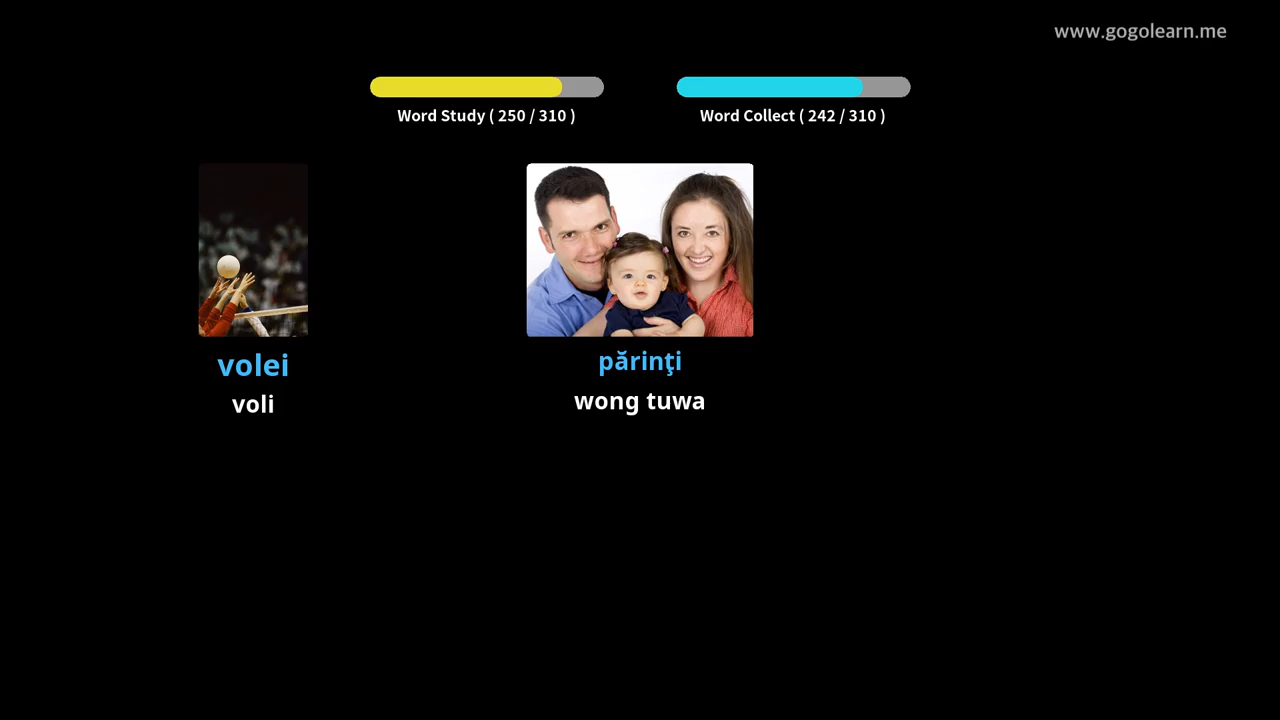 www.gogolearn.me
Word Study ( 250 / 310 )
Word Collect ( 242 / 310 )
volei
voli
părinţi
wong tuwa